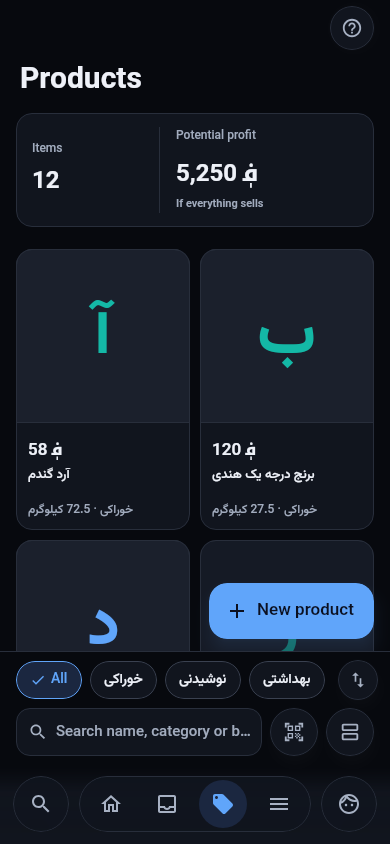 Products
Items
12
Potential profit
5,250 ؋
If everything sells
آ
58 ؋
آرد گندم
خوراکی · 72.5 کیلوگرم
ب
120 ؋
برنج درجه یک هندی
خوراکی · 27.5 کیلوگرم
د
New product
All
خوراکی
نوشیدنی
بهداشتی
Search name, category or b…